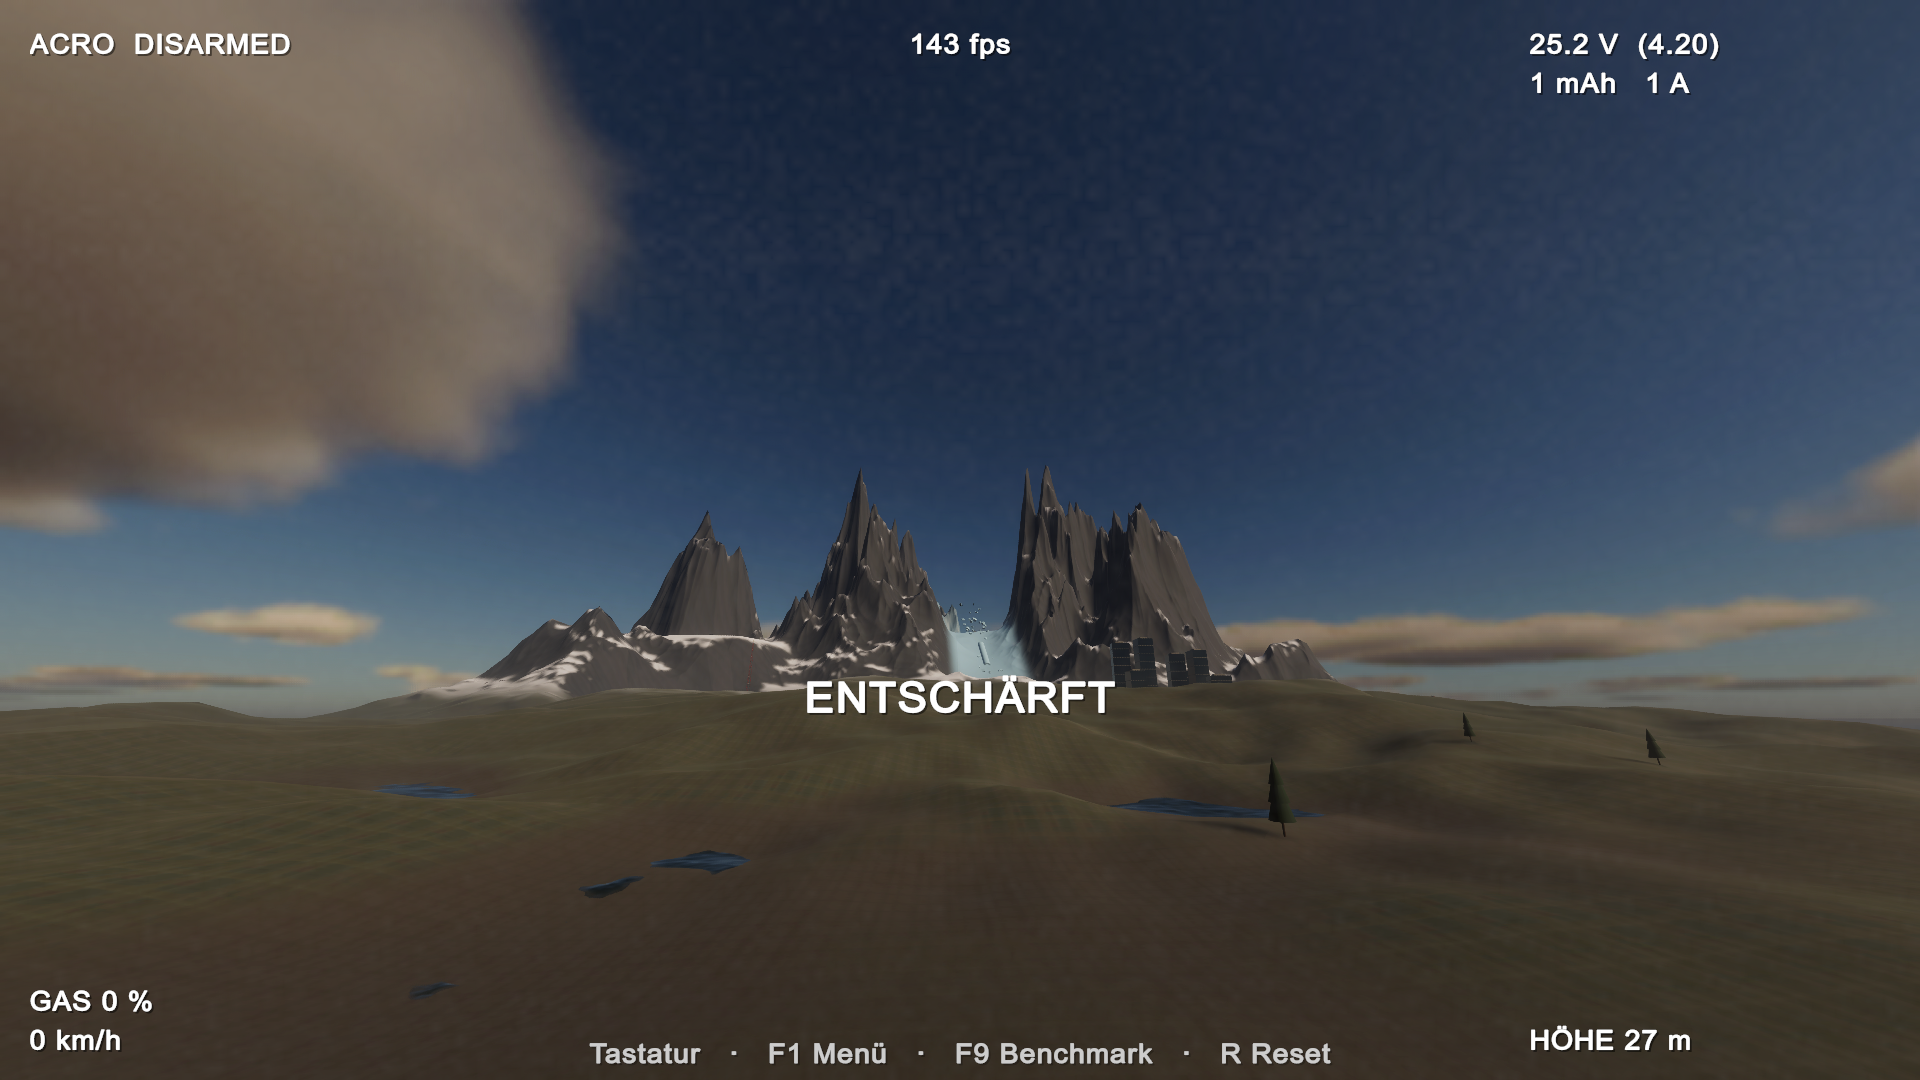 ACRO DISARMED
143 fps
25.2 V (4.20)
1 mAh 1 A
ENTSCHÄRFT
GAS 0 %
0 km/h
Tastatur · F1 Menü · F9 Benchmark · R Reset
HÖHE 27 m